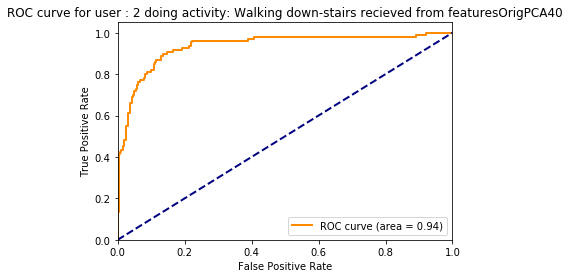 ROC curve for user : 2 doing activity: Walking down-stairs recieved from featuresOrigPCA40
1.0
0.8
0.6
0.4
0.2
0.0
True Positive Rate
ROC curve (area = 0.94)
0.0 0.2 0.4 0.6 0.8 1.0
False Positive Rate